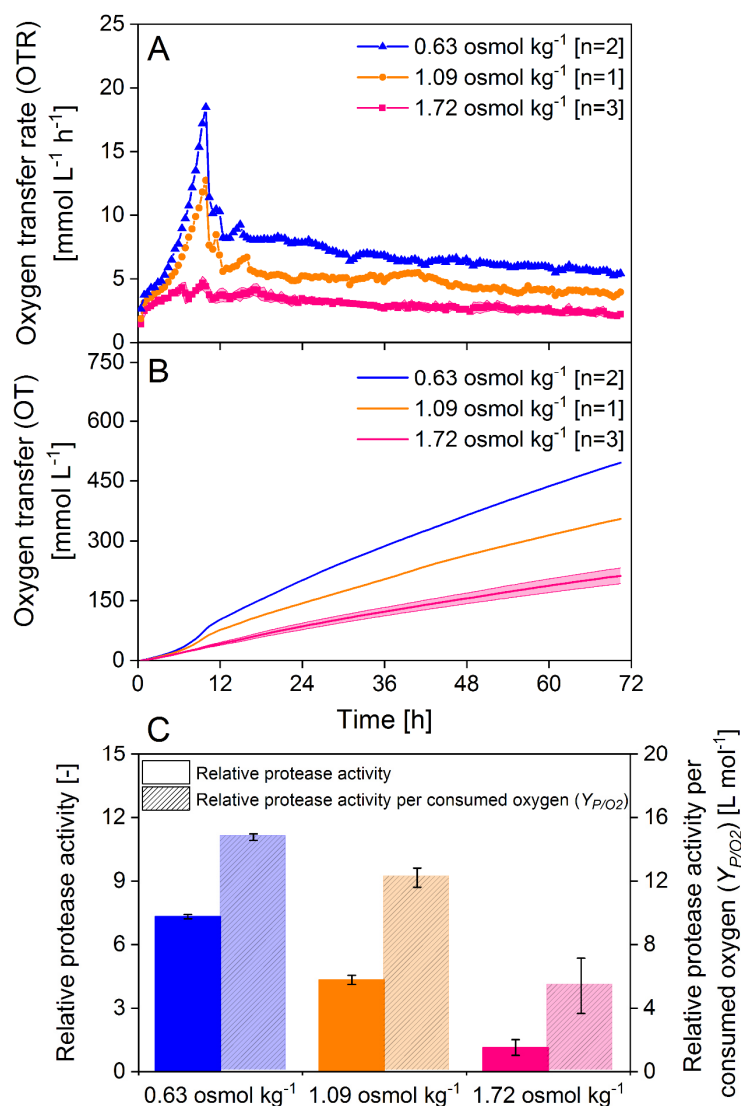 A
Oxygen transfer rate (OTR)
[mmol L⁻¹ h⁻¹]
25
20
15
10
5
0
0.63 osmol kg⁻¹ [n=2]
1.09 osmol kg⁻¹ [n=1]
1.72 osmol kg⁻¹ [n=3]
B
Oxygen transfer (OT)
[mmol L⁻¹]
750
600
450
300
150
0
0.63 osmol kg⁻¹ [n=2]
1.09 osmol kg⁻¹ [n=1]
1.72 osmol kg⁻¹ [n=3]
0 12 24 36 48 60 72
Time [h]
C
Relative protease activity [-]
15
12
9
6
3
0
Relative protease activity
Relative protease activity per consumed oxygen (Y_P/O2)
20
16
12
8
4
0
Relative protease activity per
consumed oxygen (Y_P/O2) [L mol⁻¹]
0.63 osmol kg⁻¹ 1.09 osmol kg⁻¹ 1.72 osmol kg⁻¹